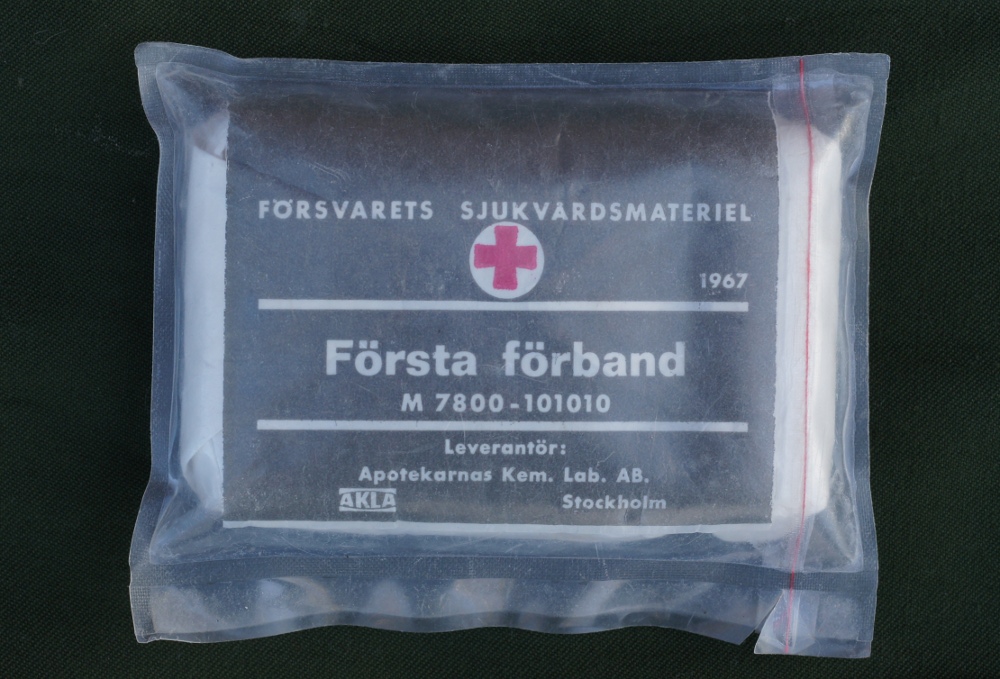 FÖRSVARETS SJUKVÅRDSMATERIEL
1967
Första förband
M 7800-101010
Leverantör:
Apotekarnas Kem. Lab. AB.
AKLA Stockholm